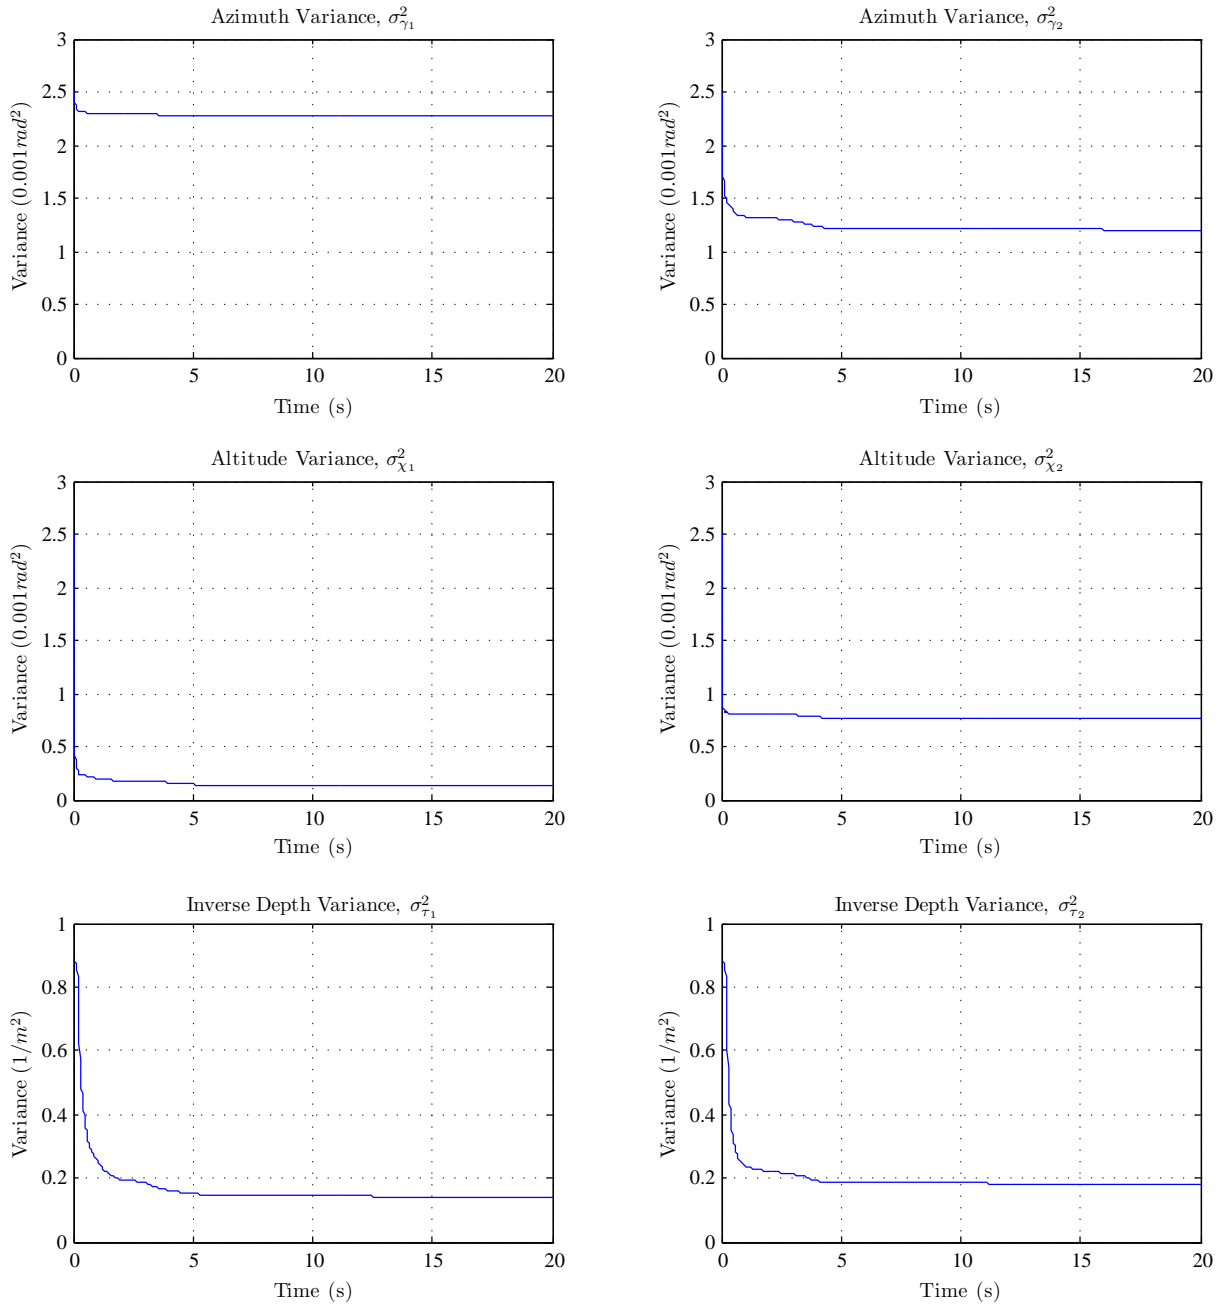 Azimuth Variance, σ²γ₁
3
2.5
2
1.5
1
0.5
0
Variance (0.001rad²)
0 5 10 15 20
Time (s)
Azimuth Variance, σ²γ₂
3
2.5
2
1.5
1
0.5
0
Variance (0.001rad²)
0 5 10 15 20
Time (s)
Altitude Variance, σ²χ₁
3
2.5
2
1.5
1
0.5
0
Variance (0.001rad²)
0 5 10 15 20
Time (s)
Altitude Variance, σ²χ₂
3
2.5
2
1.5
1
0.5
0
Variance (0.001rad²)
0 5 10 15 20
Time (s)
Inverse Depth Variance, σ²τ₁
1
0.8
0.6
0.4
0.2
0
Variance (1/m²)
0 5 10 15 20
Time (s)
Inverse Depth Variance, σ²τ₂
1
0.8
0.6
0.4
0.2
0
Variance (1/m²)
0 5 10 15 20
Time (s)